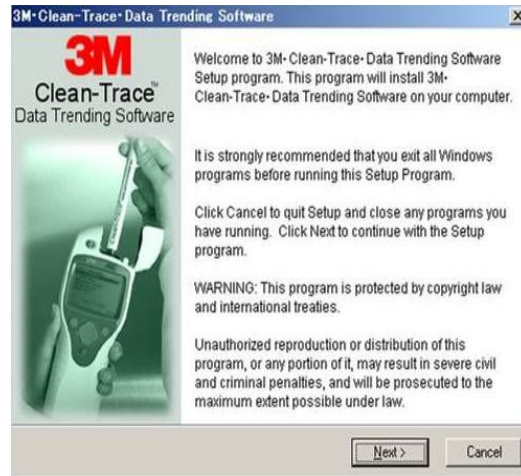 3M• Clean-Trace• Data Trending Software
3M
Clean-Trace™
Data Trending Software
Welcome to 3M• Clean-Trace• Data Trending Software
Setup program. This program will install 3M•
Clean-Trace• Data Trending Software on your computer.
It is strongly recommended that you exit all Windows
programs before running this Setup Program.
Click Cancel to quit Setup and close any programs you
have running. Click Next to continue with the Setup
program.
WARNING: This program is protected by copyright law
and international treaties.
Unauthorized reproduction or distribution of this
program, or any portion of it, may result in severe civil
and criminal penalties, and will be prosecuted to the
maximum extent possible under law.
Next >
Cancel